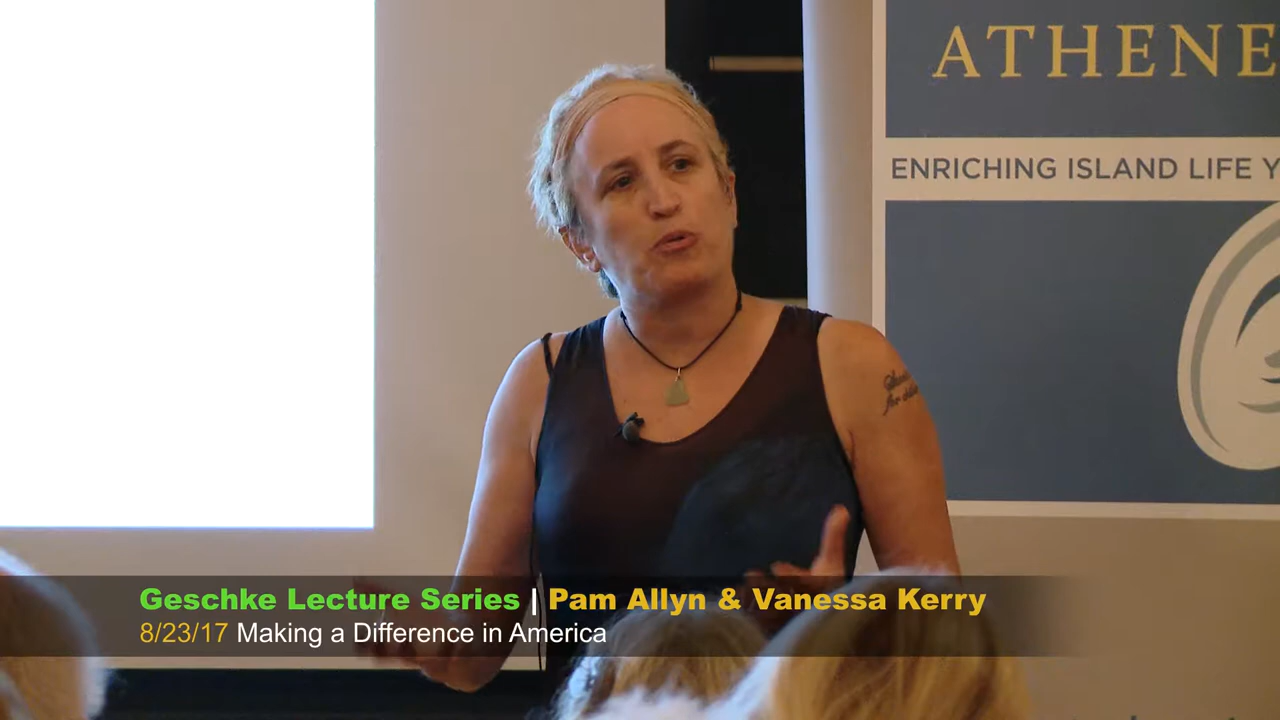 ATHENE
ENRICHING ISLAND LIFE Y
Geschke Lecture Series | Pam Allyn & Vanessa Kerry
8/23/17 Making a Difference in America